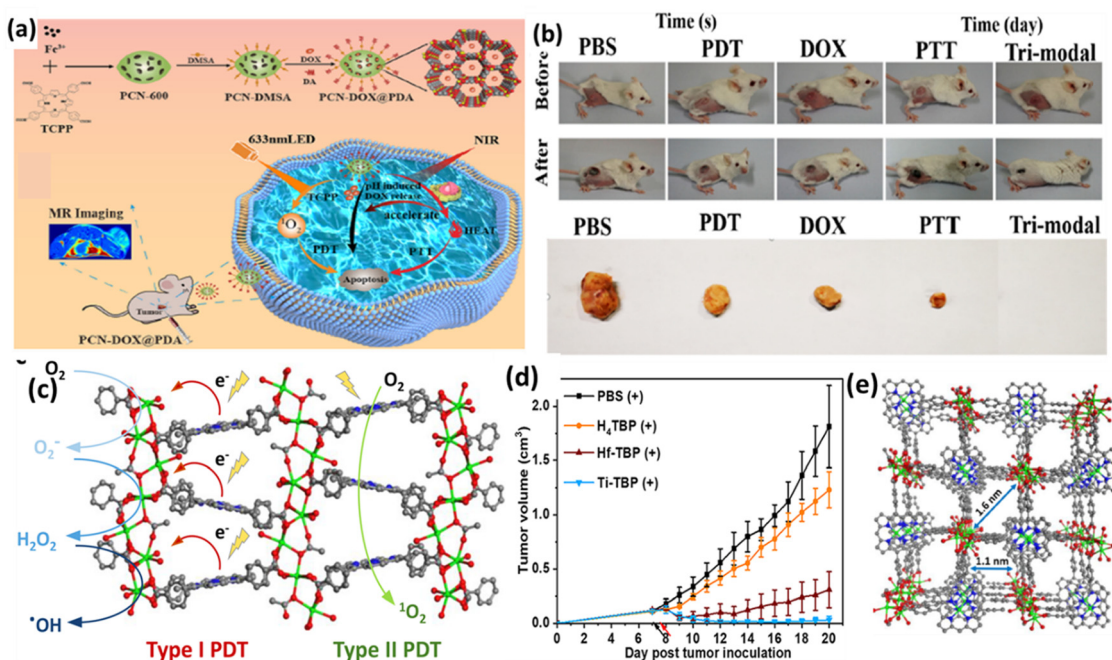 (a)
Fe³⁺
+
TCPP
PCN-600
DMSA
PCN-DMSA
DOX
DA
PCN-DOX@PDA
633nmLED
NIR
TCPP
pH induced
DOX release
accelerate
¹O₂
HEAT
PDT
PTT
Apoptosis
MR Imaging
Tumor
PCN-DOX@PDA
(b)
Time (s)
Time (day)
PBS
PDT
DOX
PTT
Tri-modal
Before
After
PBS
PDT
DOX
PTT
Tri-modal
(c)
O₂
e⁻
O₂
O₂⁻
e⁻
H₂O₂
e⁻
•OH
¹O₂
Type I PDT
Type II PDT
(d)
PBS (+)
H₄TBP (+)
Hf-TBP (+)
Ti-TBP (+)
Tumor volume (cm³)
2.0
1.5
1.0
0.5
0.0
0
6
8
10
12
14
16
18
20
Day post tumor inoculation
(e)
1.6 nm
1.1 nm